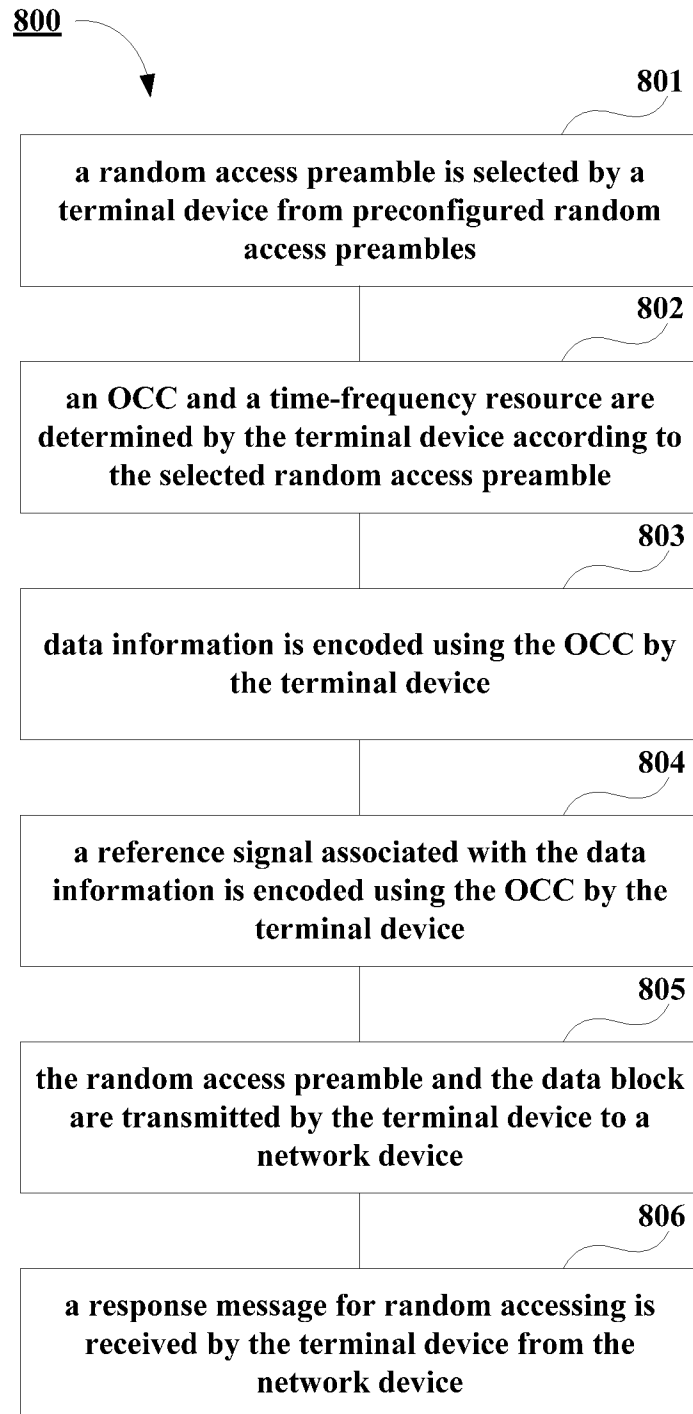 800
801
a random access preamble is selected by a
terminal device from preconfigured random
access preambles
802
an OCC and a time-frequency resource are
determined by the terminal device according to
the selected random access preamble
803
data information is encoded using the OCC by
the terminal device
804
a reference signal associated with the data
information is encoded using the OCC by the
terminal device
805
the random access preamble and the data block
are transmitted by the terminal device to a
network device
806
a response message for random accessing is
received by the terminal device from the
network device